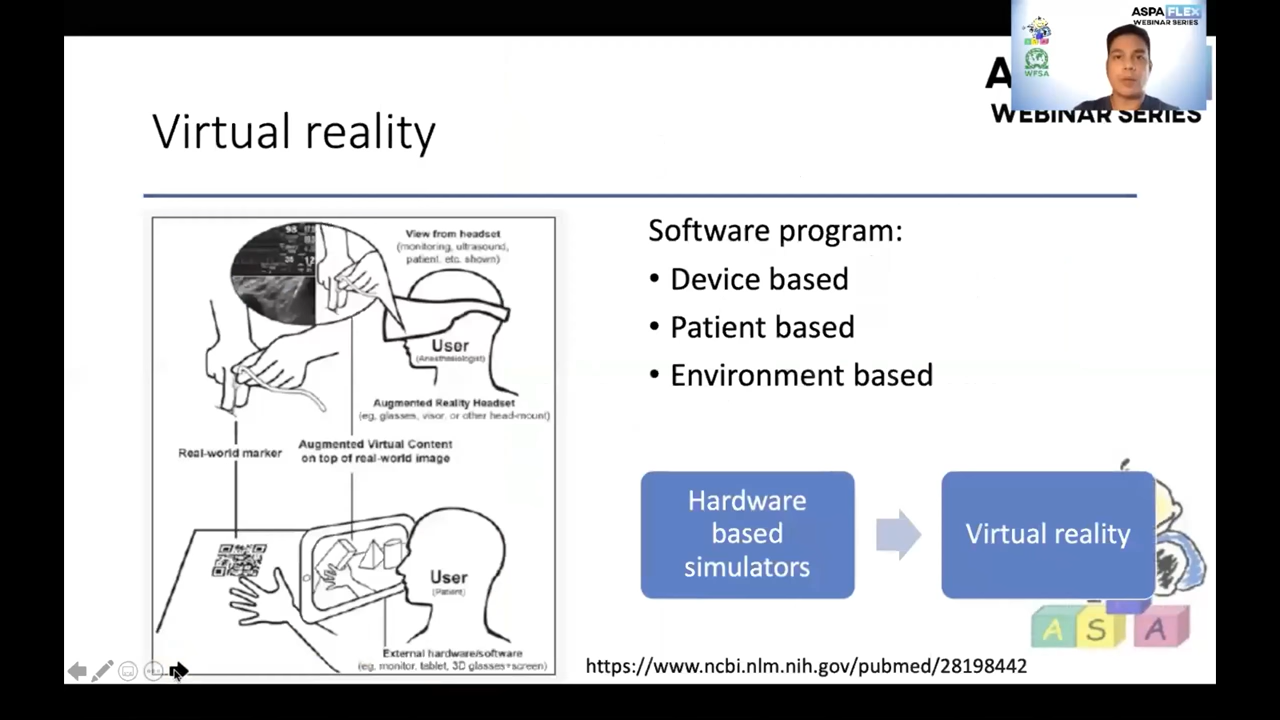 ASPA FLEX
WEBINAR SERIES
WFSA
A
WEBINAR SERIES
Virtual reality
View from headset
(monitoring, ultrasound,
patient. etc. shown)
User
(Anesthesiologist)
Augmented Reality Headset
(eg, glasses, visor, or other head-mount)
Real-world marker
Augmented Virtual Content
on top of real-world image
User
(Patient)
External hardware/software
(eg, monitor, tablet, 3D glasses+screen)
Software program:
• Device based
• Patient based
• Environment based
Hardware
based
simulators
Virtual reality
A S A
https://www.ncbi.nlm.nih.gov/pubmed/28198442